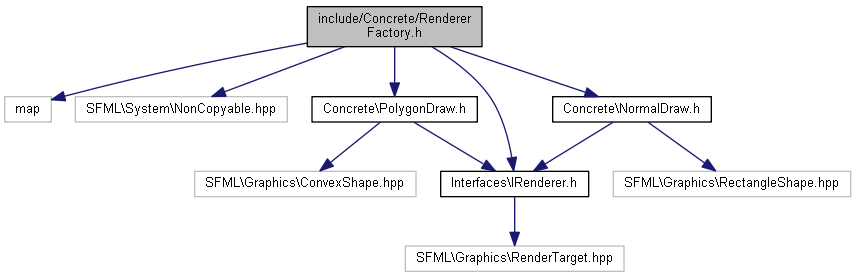 include/Concrete/Renderer
Factory.h
map
SFML\System\NonCopyable.hpp
Concrete\PolygonDraw.h
Concrete\NormalDraw.h
SFML\Graphics\ConvexShape.hpp
Interfaces\IRenderer.h
SFML\Graphics\RectangleShape.hpp
SFML\Graphics\RenderTarget.hpp